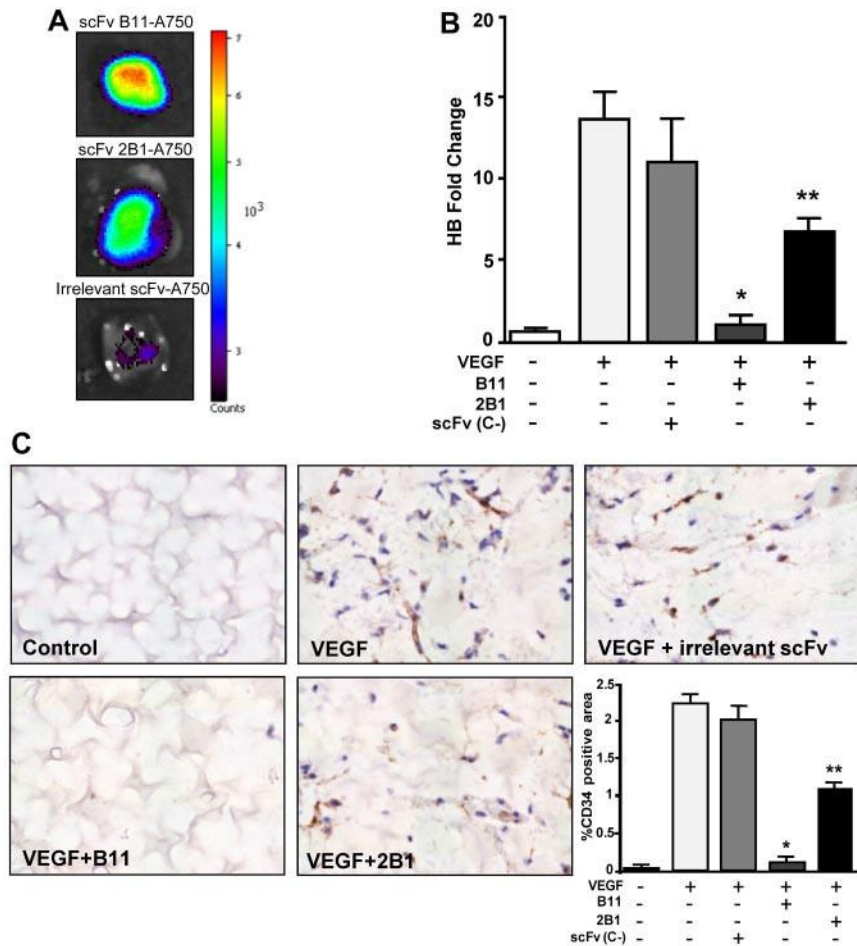 A
scFv B11-A750
scFv 2B1-A750
Irrelevant scFv-A750
7
6
5
10³
4
3
Counts
B
HB Fold Change
20
15
10
5
0
*
**
VEGF - + + + +
B11 - - - + -
2B1 - - - - +
scFv (C-) - - + - -
C
Control
VEGF
VEGF + irrelevant scFv
VEGF+B11
VEGF+2B1
%CD34 positive area
2.5
2
1.5
1
0.5
0
*
**
VEGF - + + + +
B11 - - - + -
2B1 - - - - +
scFv (C-) - - + - -